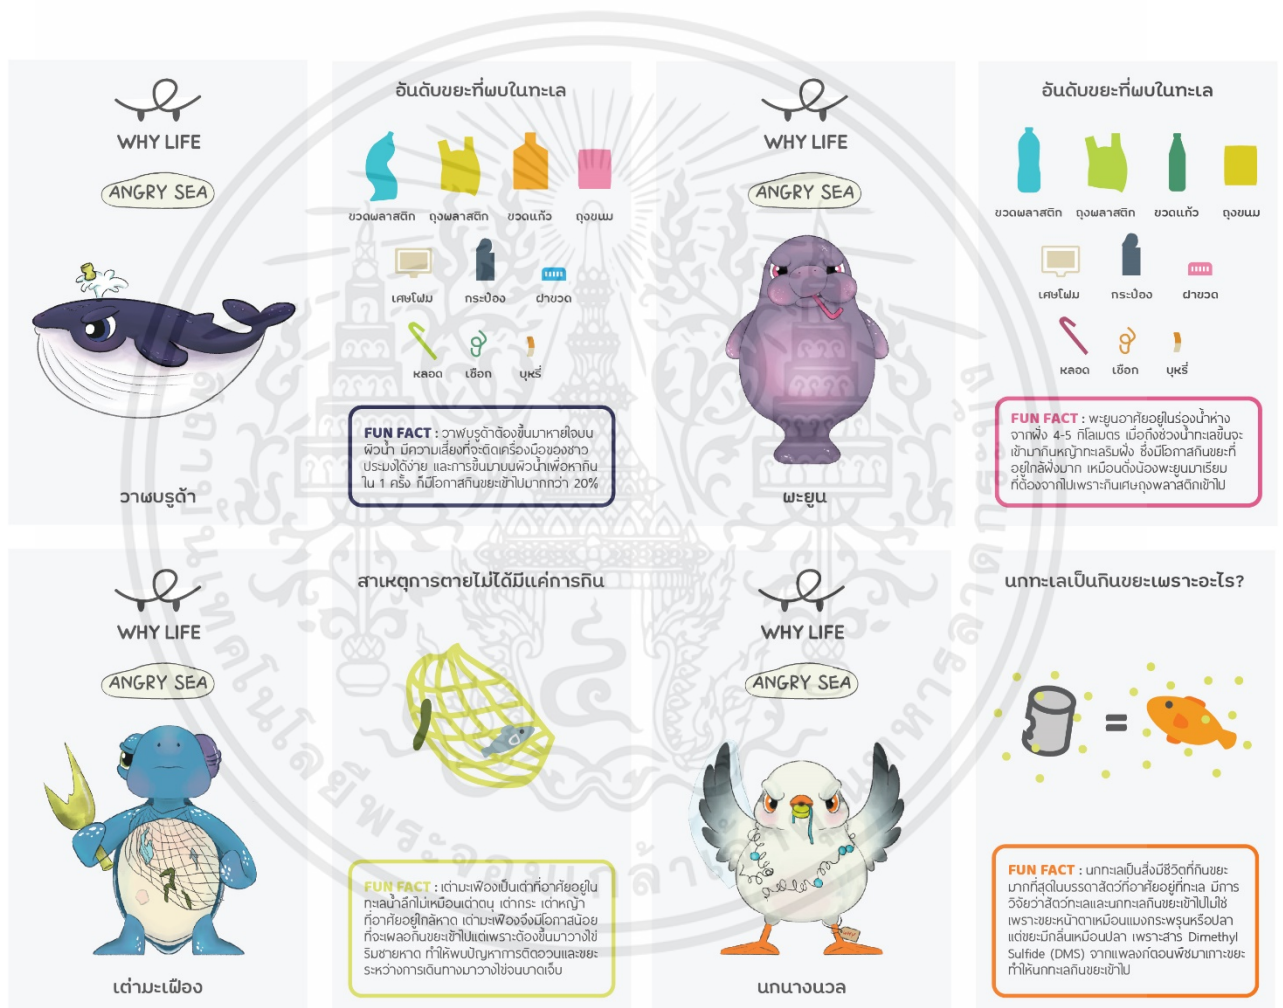 WHY LIFE
ANGRY SEA
วาฬบรูด้า
อันดับขยะที่พบในทะเล
ขวดพลาสติก ถุงพลาสติก ขวดแก้ว ถุงขนม
เศษโฟม กระป๋อง ฝาขวด
หลอด เชือก บุหรี่
FUN FACT : วาฬบรูด้าต้องขึ้นมาหายใจบน
ผิวน้ำ มีความเสี่ยงที่จะติดเครื่องมือของชาว
ประมงได้ง่าย และการขึ้นมาบนผิวน้ำเพื่อหากิน
ใน 1 ครั้ง ก็มีโอกาสกินขยะเข้าไปมากกว่า 20%
WHY LIFE
ANGRY SEA
พะยูน
อันดับขยะที่พบในทะเล
ขวดพลาสติก ถุงพลาสติก ขวดแก้ว ถุงขนม
เศษโฟม กระป๋อง ฝาขวด
หลอด เชือก บุหรี่
FUN FACT : พะยูนอาศัยอยู่ในร่องน้ำห่าง
จากฝั่ง 4-5 กิโลเมตร เมื่อถึงช่วงน้ำทะเลขึ้นจะ
เข้ามากินหญ้าทะเลริมฝั่ง ซึ่งมีโอกาสกินขยะที่
อยู่ใกล้ฝั่งมาก เหมือนดั่งน้องพะยูนมาเรียม
ที่ต้องจากไปเพราะกินเศษถุงพลาสติกเข้าไป
WHY LIFE
ANGRY SEA
เต่ามะเฟือง
สาเหตุการตายไม่ได้มีแค่การกิน
FUN FACT : เต่ามะเฟืองเป็นเต่าที่อาศัยอยู่ใน
ทะเลน้ำลึกไม่เหมือนเต่าตนุ เต่ากระ เต่าหญ้า
ที่อาศัยอยู่ใกล้หาด เต่ามะเฟืองจึงมีโอกาสน้อย
ที่จะเผลอกินขยะเข้าไปแต่เพราะต้องขึ้นมาวางไข่
ริมชายหาด ทำให้พบปัญหาการติดอวนและขยะ
ระหว่างการเดินทางมาวางไข่จนบาดเจ็บ
WHY LIFE
ANGRY SEA
นกนางนวล
นกทะเลเป็นกินขยะเพราะอะไร?
FUN FACT : นกทะเลเป็นสิ่งมีชีวิตที่กินขยะ
มากที่สุดในบรรดาสัตว์ที่อาศัยอยู่ที่ทะเล มีการ
วิจัยว่าสัตว์ทะเลและนกทะเลกินขยะเข้าไปไม่ใช่
เพราะขยะหน้าตาเหมือนแมงกระพรุนหรือปลา
แต่ขยะมีกลิ่นเหมือนปลา เพราะสาร Dimethyl
Sulfide (DMS) จากแพลงก์ตอนพืชมาเกาะขยะ
ทำให้นกทะเลกินขยะเข้าไป